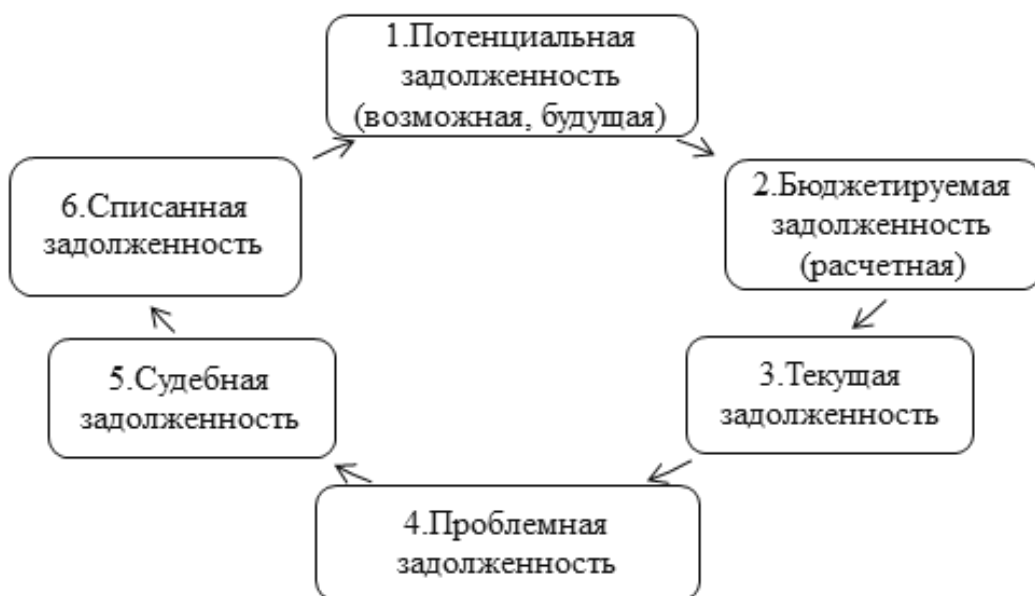 1.Потенциальная
задолженность
(возможная, будущая)
2.Бюджетируемая
задолженность
(расчетная)
3.Текущая
задолженность
4.Проблемная
задолженность
5.Судебная
задолженность
6.Списанная
задолженность